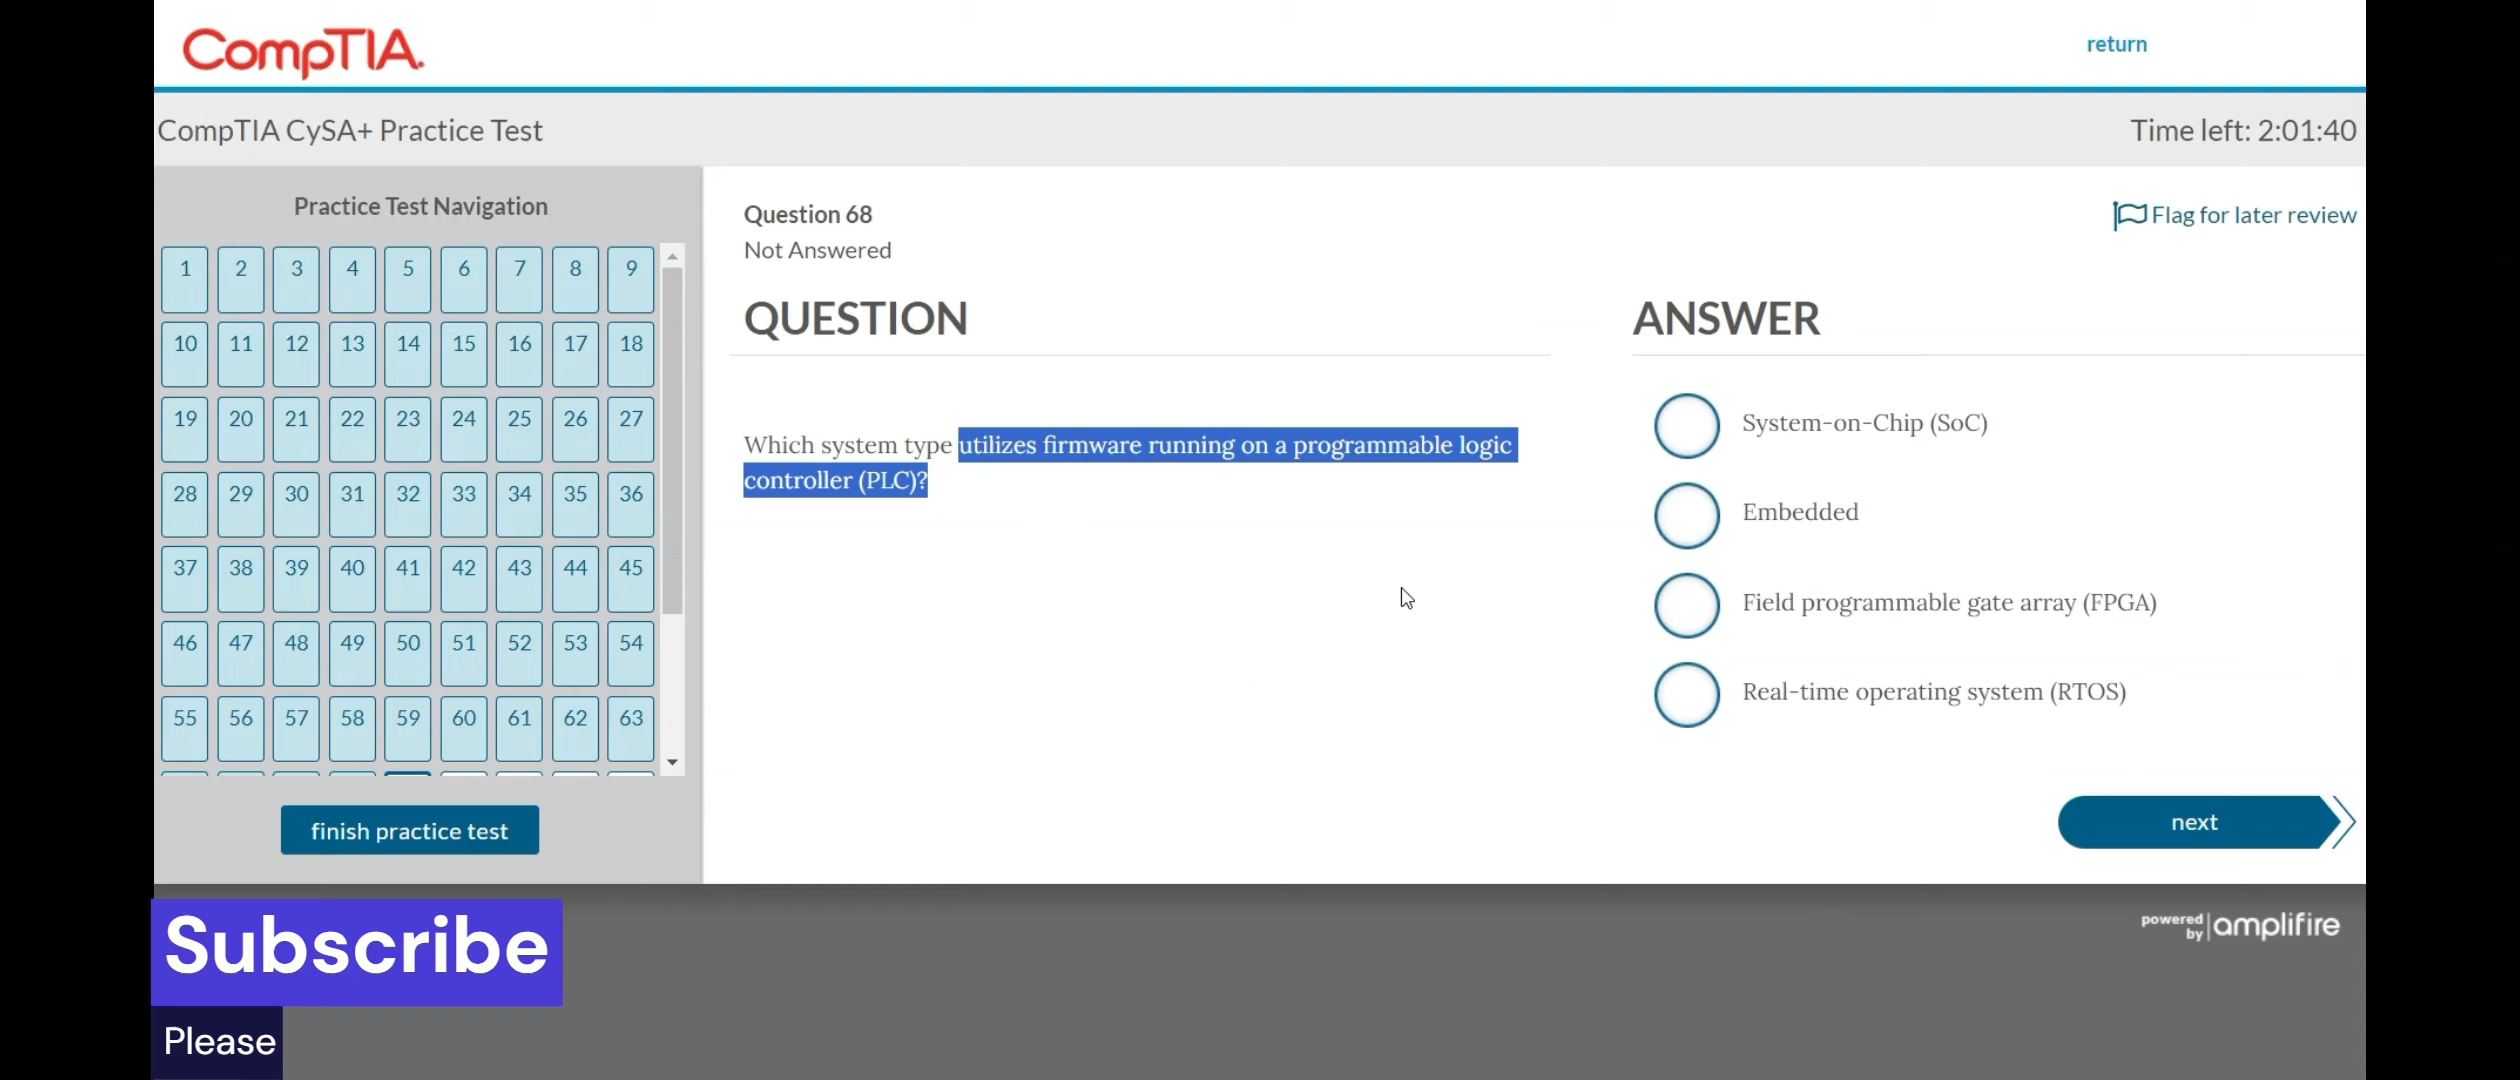 CompTIA.
return
CompTIA CySA+ Practice Test
Time left: 2:01:40
Practice Test Navigation
1 2 3 4 5 6 7 8 9
10 11 12 13 14 15 16 17 18
19 20 21 22 23 24 25 26 27
28 29 30 31 32 33 34 35 36
37 38 39 40 41 42 43 44 45
46 47 48 49 50 51 52 53 54
55 56 57 58 59 60 61 62 63
finish practice test
Question 68
Not Answered
Flag for later review
QUESTION
Which system type utilizes firmware running on a programmable logic
controller (PLC)?
ANSWER
System-on-Chip (SoC)
Embedded
Field programmable gate array (FPGA)
Real-time operating system (RTOS)
next
powered
by
amplifire
Subscribe
Please